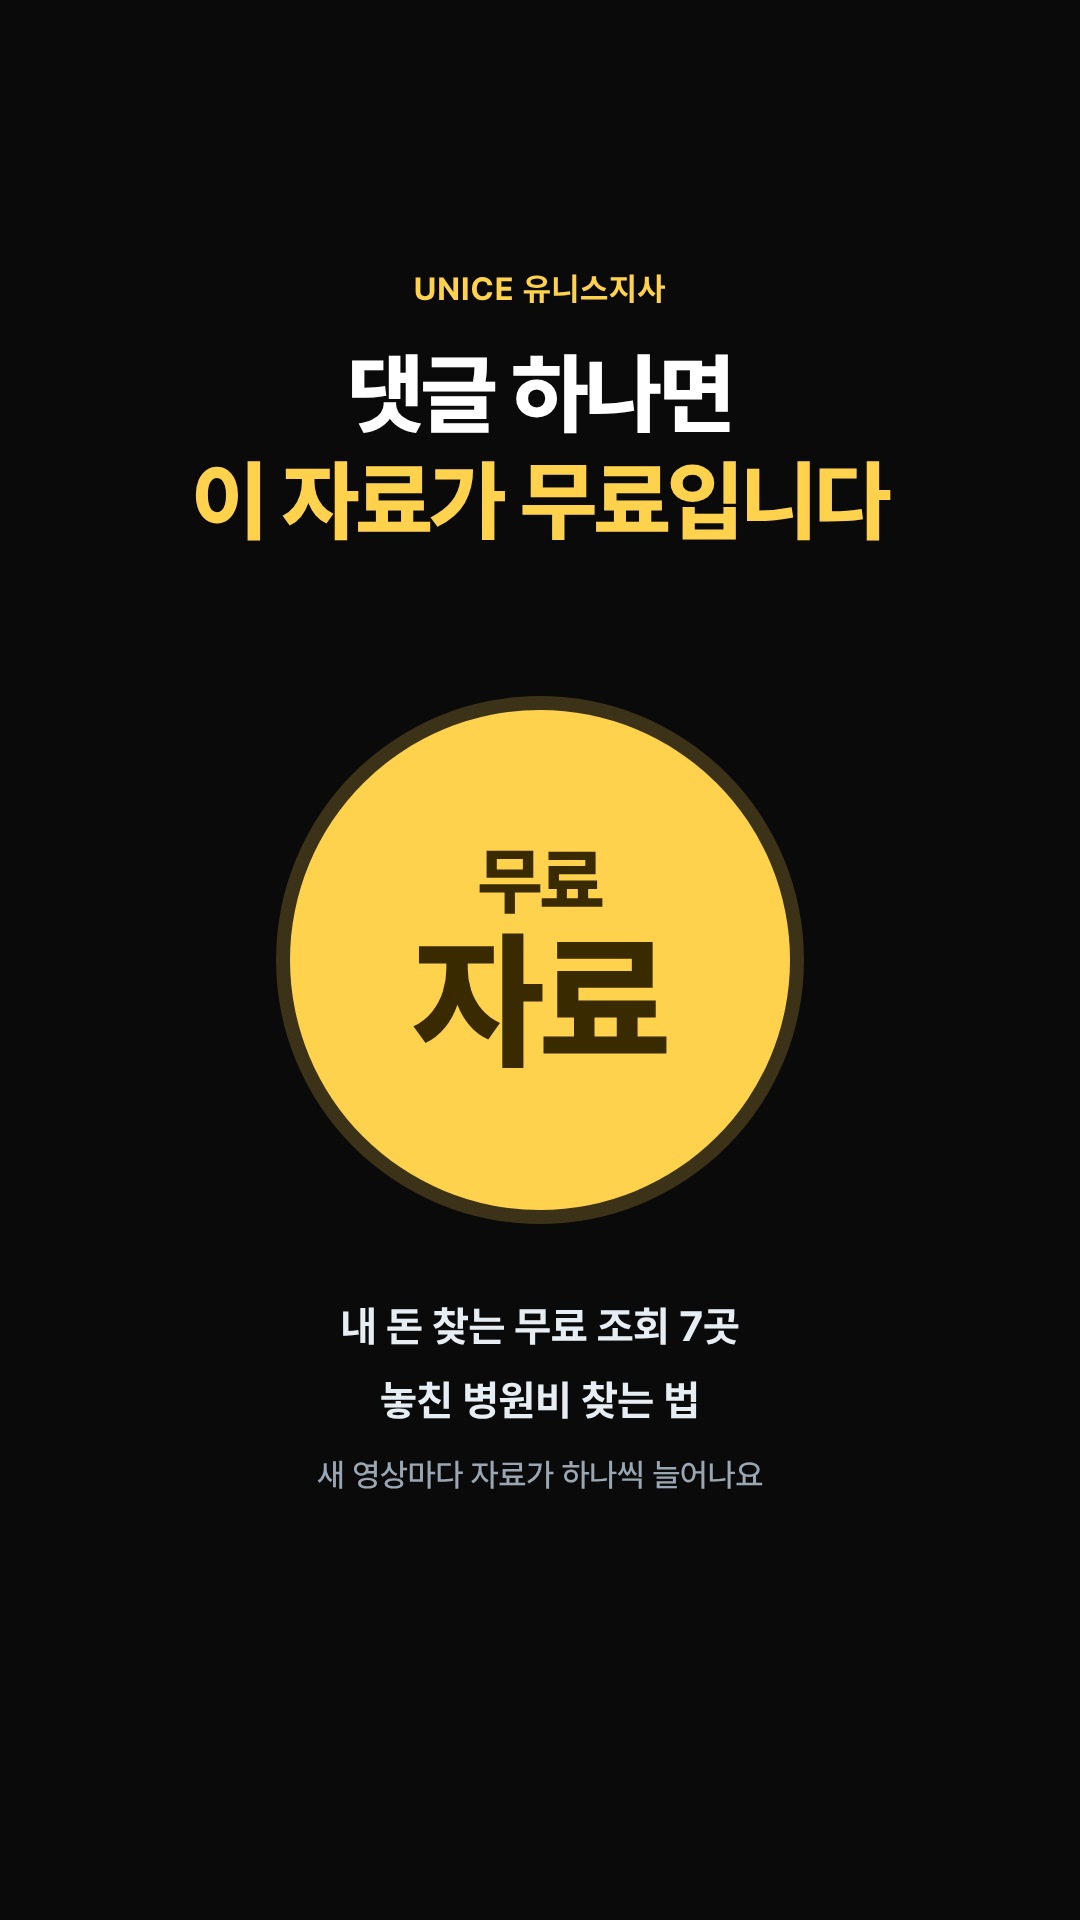 UNICE 유니스지사
댓글 하나면
이 자료가 무료입니다
무료
자료
내 돈 찾는 무료 조회 7곳
놓친 병원비 찾는 법
새 영상마다 자료가 하나씩 늘어나요